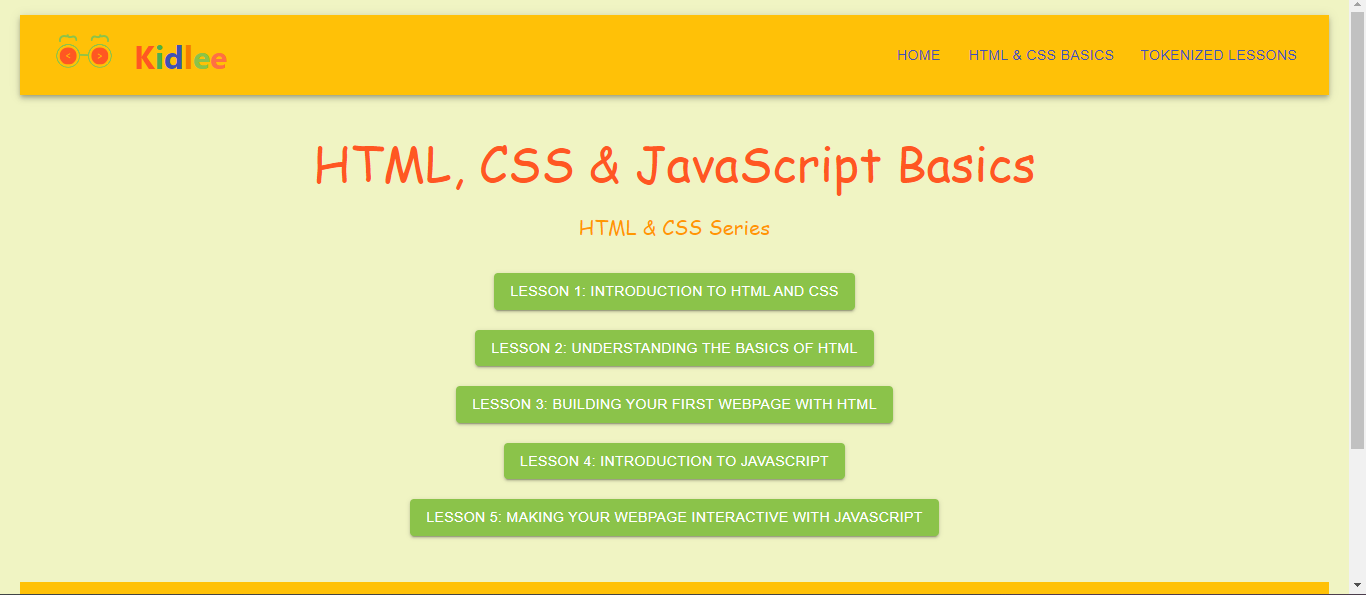 < >
Kidlee
HOME
HTML & CSS BASICS
TOKENIZED LESSONS
HTML, CSS & JavaScript Basics
HTML & CSS Series
LESSON 1: INTRODUCTION TO HTML AND CSS
LESSON 2: UNDERSTANDING THE BASICS OF HTML
LESSON 3: BUILDING YOUR FIRST WEBPAGE WITH HTML
LESSON 4: INTRODUCTION TO JAVASCRIPT
LESSON 5: MAKING YOUR WEBPAGE INTERACTIVE WITH JAVASCRIPT